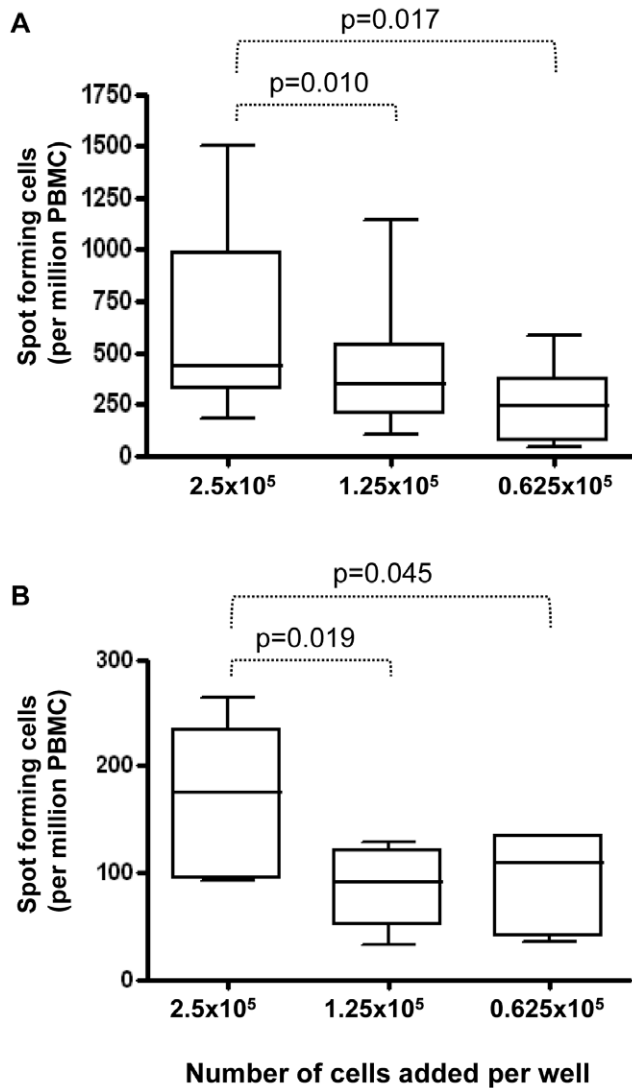 A
p=0.017
p=0.010
Spot forming cells
(per million PBMC)
1750
1500
1250
1000
750
500
250
0
2.5x10⁵ 1.25x10⁵ 0.625x10⁵
B
p=0.045
p=0.019
Spot forming cells
(per million PBMC)
300
200
100
0
2.5x10⁵ 1.25x10⁵ 0.625x10⁵
Number of cells added per well